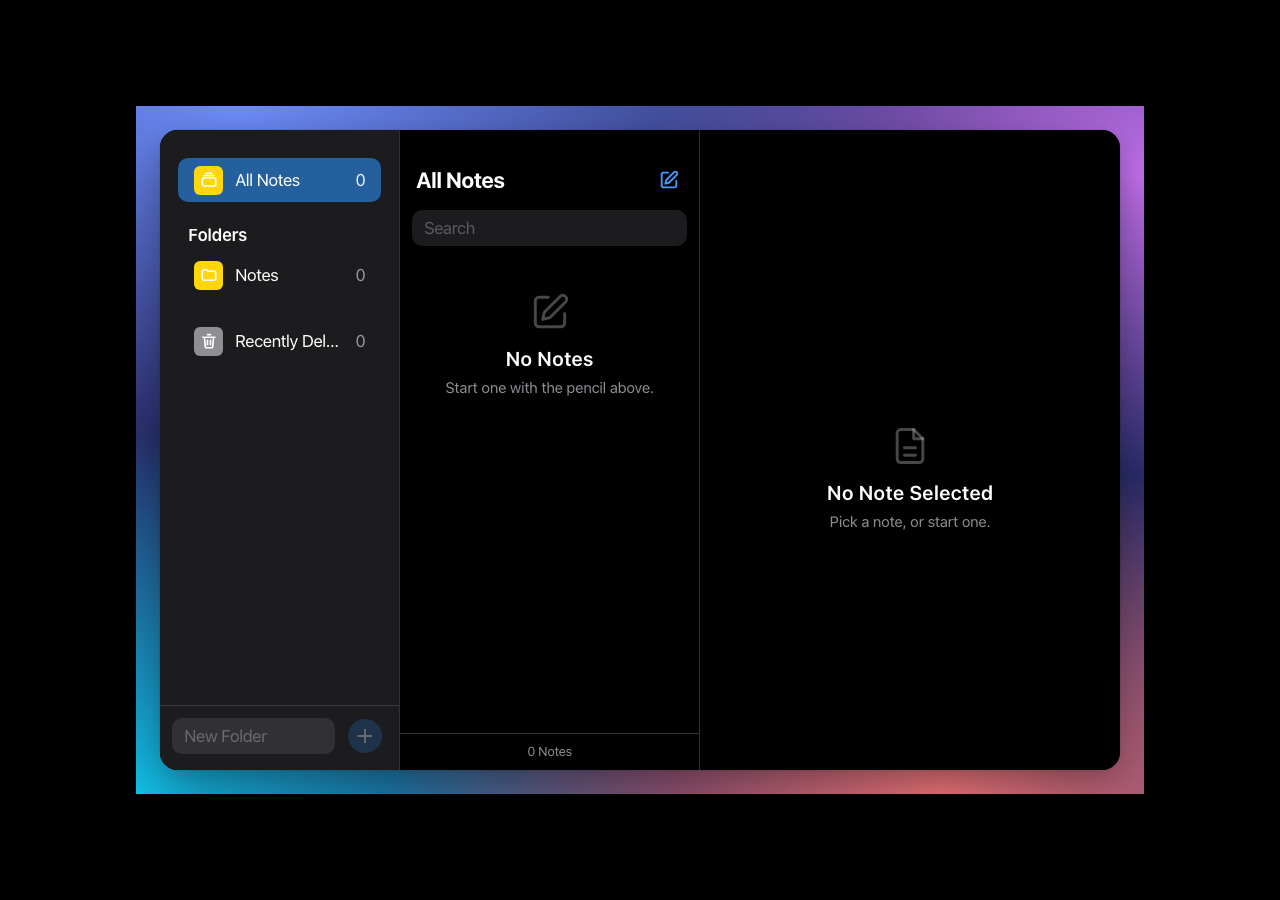 All Notes 0
Folders
Notes 0
Recently Del... 0
New Folder
All Notes
Search
No Notes
Start one with the pencil above.
0 Notes
No Note Selected
Pick a note, or start one.